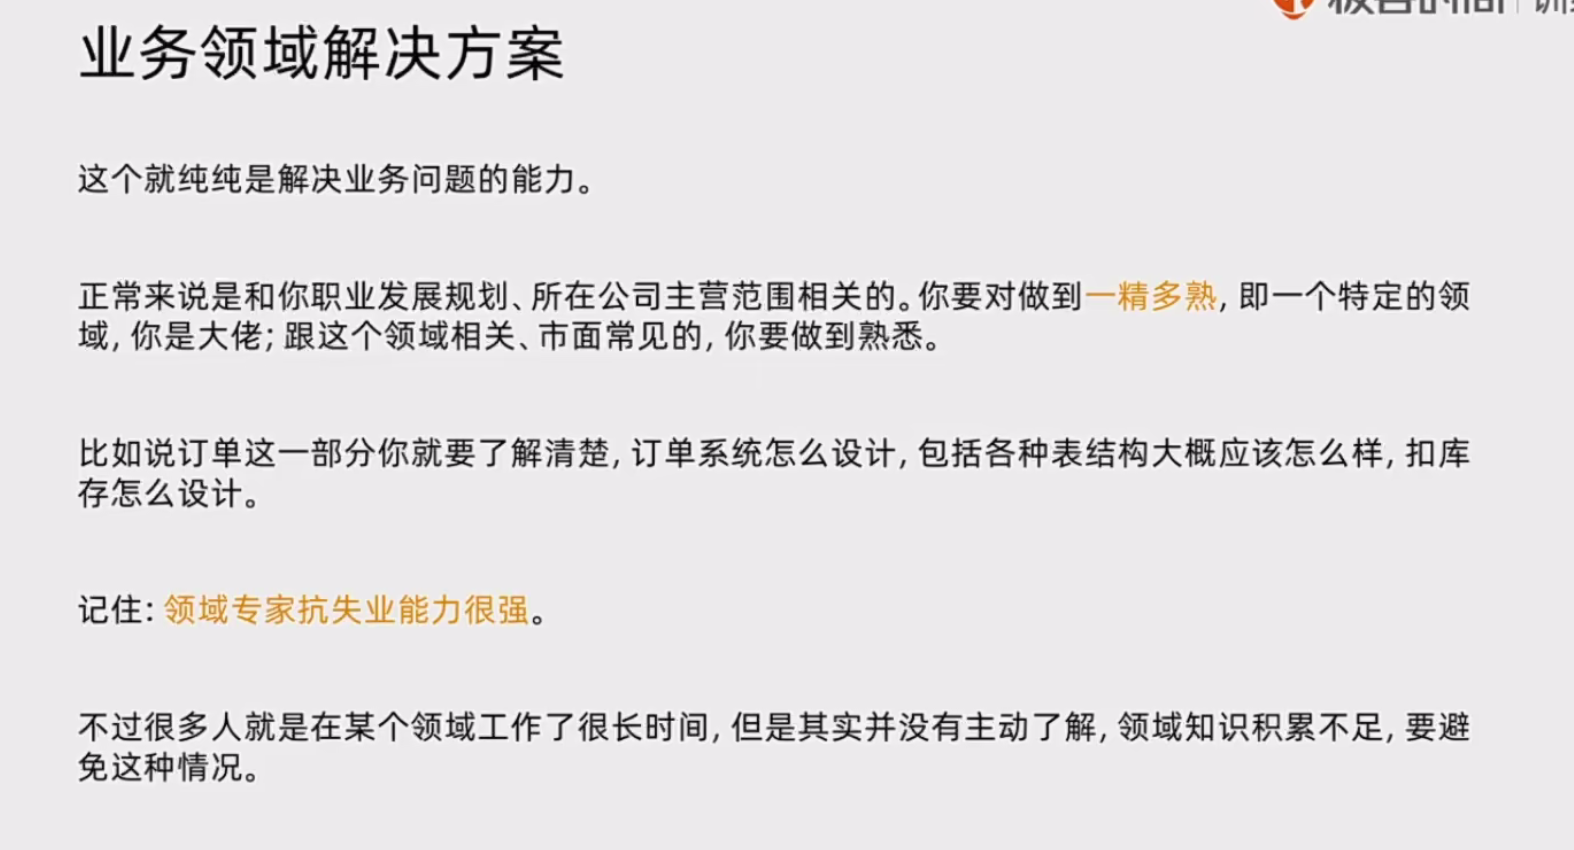 业务领域解决方案
这个就纯纯是解决业务问题的能力。
正常来说是和你职业发展规划、所在公司主营范围相关的。你要对做到一精多熟, 即一个特定的领
域, 你是大佬; 跟这个领域相关、市面常见的, 你要做到熟悉。
比如说订单这一部分你就要了解清楚, 订单系统怎么设计, 包括各种表结构大概应该怎么样, 扣库
存怎么设计。
记住: 领域专家抗失业能力很强。
不过很多人就是在某个领域工作了很长时间, 但是其实并没有主动了解, 领域知识积累不足, 要避
免这种情况。